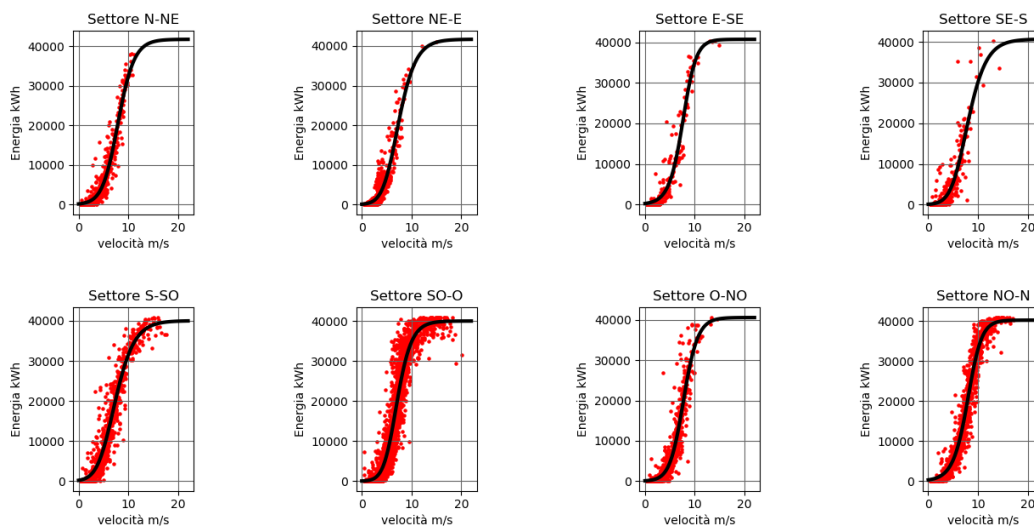 Settore N-NE
Energia kWh
40000
30000
20000
10000
0
0 10 20
velocità m/s
Settore NE-E
Energia kWh
40000
30000
20000
10000
0
0 10 20
velocità m/s
Settore E-SE
Energia kWh
40000
30000
20000
10000
0
0 10 20
velocità m/s
Settore SE-S
Energia kWh
40000
30000
20000
10000
0
0 10 20
velocità m/s
Settore S-SO
Energia kWh
40000
30000
20000
10000
0
0 10 20
velocità m/s
Settore SO-O
Energia kWh
40000
30000
20000
10000
0
0 10 20
velocità m/s
Settore O-NO
Energia kWh
40000
30000
20000
10000
0
0 10 20
velocità m/s
Settore NO-N
Energia kWh
40000
30000
20000
10000
0
0 10 20
velocità m/s